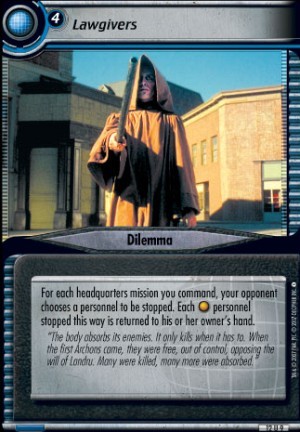 4 Lawgivers
Dilemma
For each headquarters mission you command, your opponent
chooses a personnel to be stopped. Each personnel
stopped this way is returned to his or her owner's hand.
"The body absorbs its enemies. It only kills when it has to. When
the first Archons came, they were free, out of control, opposing the
will of Landru. Many were killed, many more were absorbed."